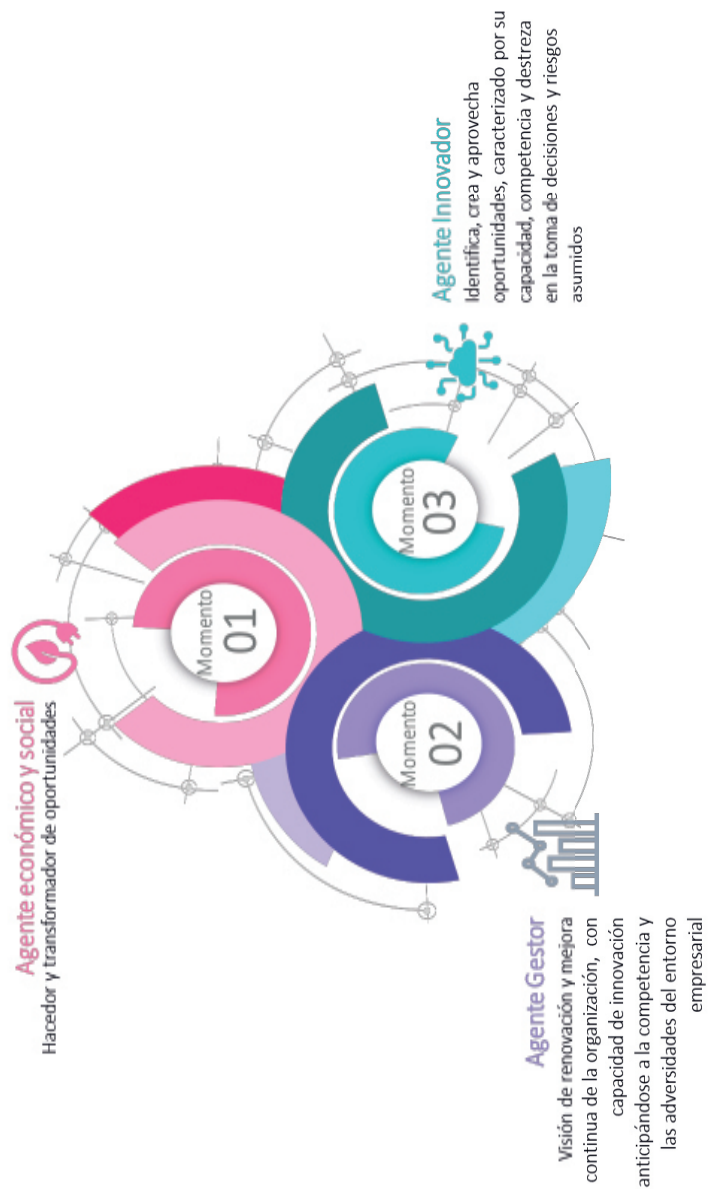 Agente económico y social
Hacedor y transformador de oportunidades
Momento
01
Agente Gestor
Visión de renovación y mejora
continua de la organización, con
capacidad de innovación
anticipándose a la competencia y
las adversidades del entorno
empresarial
Momento
02
Momento
03
Agente Innovador
Identifica, crea y aprovecha
oportunidades, caracterizado por su
capacidad, competencia y destreza
en la toma de decisiones y riesgos
asumidos